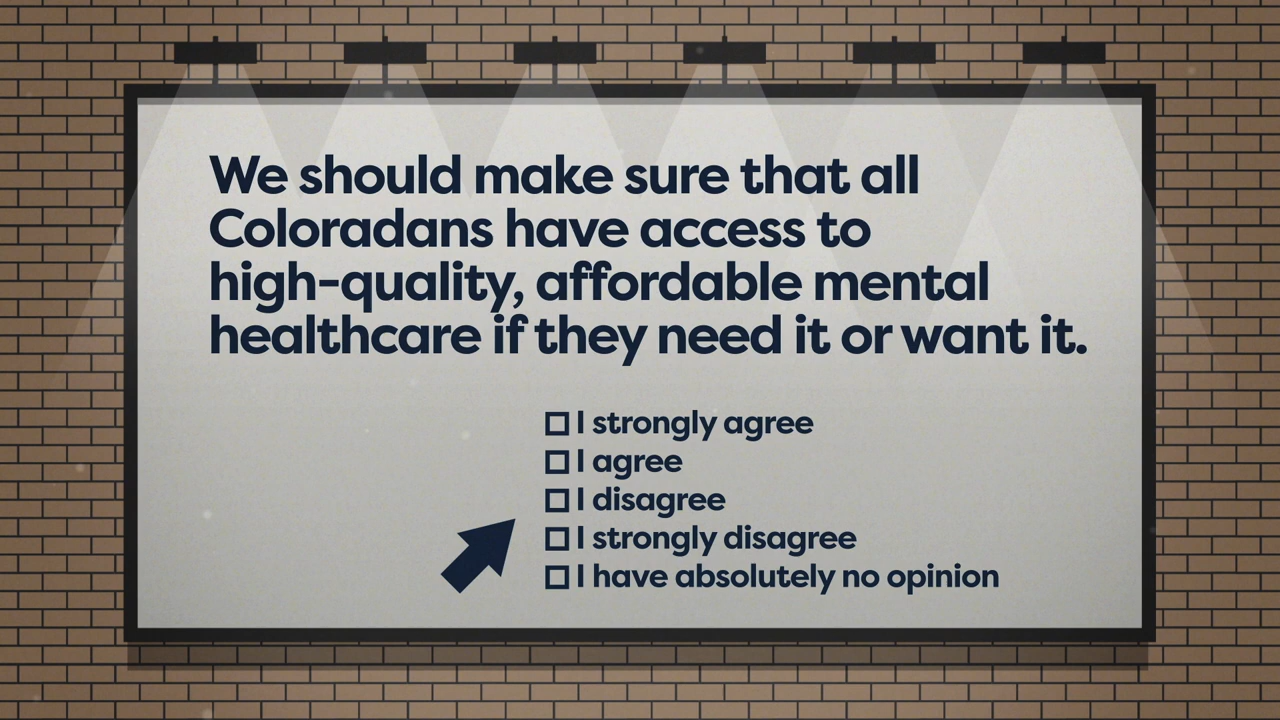 We should make sure that all
Coloradans have access to
high-quality, affordable mental
healthcare if they need it or want it.
I strongly agree
I agree
I disagree
I strongly disagree
I have absolutely no opinion